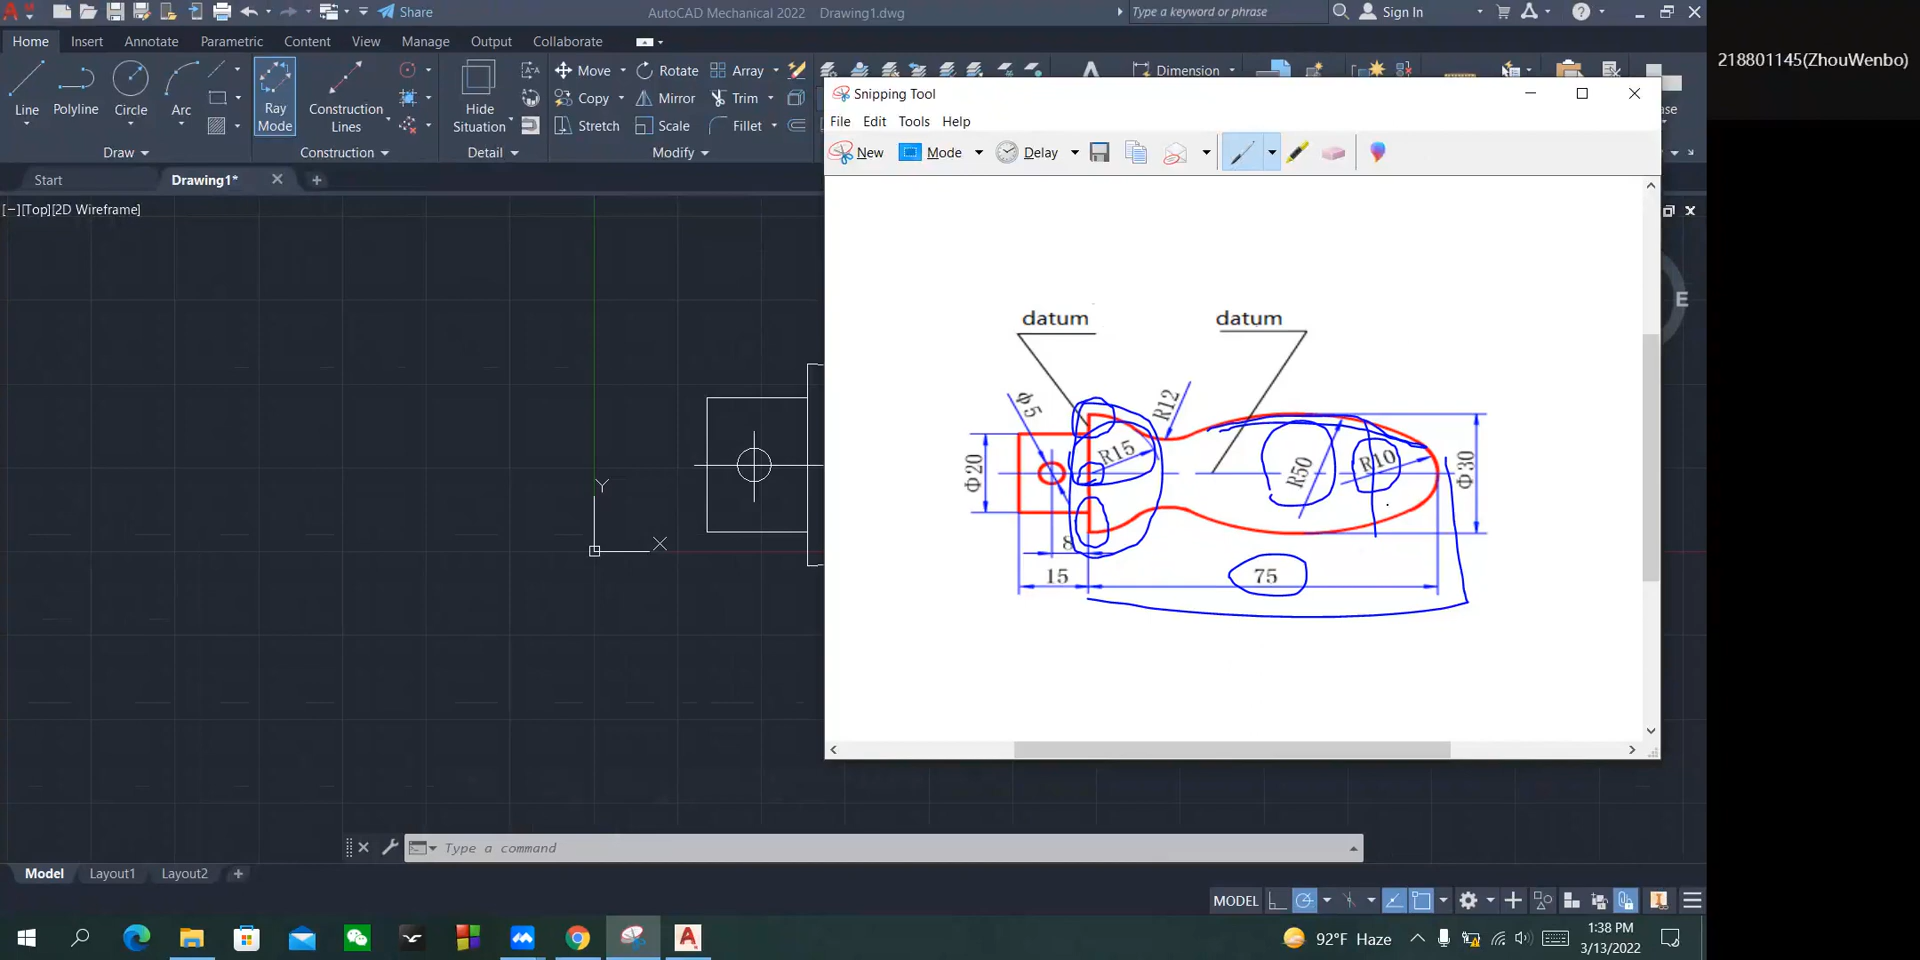 AutoCAD Mechanical 2022 Drawing1.dwg
Share
Type a keyword or phrase
Sign In
218801145(ZhouWenbo)
Home Insert Annotate Parametric Content View Manage Output Collaborate
Line Polyline Circle Arc
Ray Mode
Construction Lines
Hide Situation
Move Rotate Array
Copy Mirror Trim
Stretch Scale Fillet
Dimension
Draw Construction Detail Modify
Start Drawing1*
[−][Top][2D Wireframe]
Snipping Tool
File Edit Tools Help
New Mode Delay
E
datum datum
Φ5 R12
R15
Φ20 R50 R10 Φ30
8
15 75
Y
X
Type a command
Model Layout1 Layout2
MODEL
92°F Haze
1:38 PM
3/13/2022